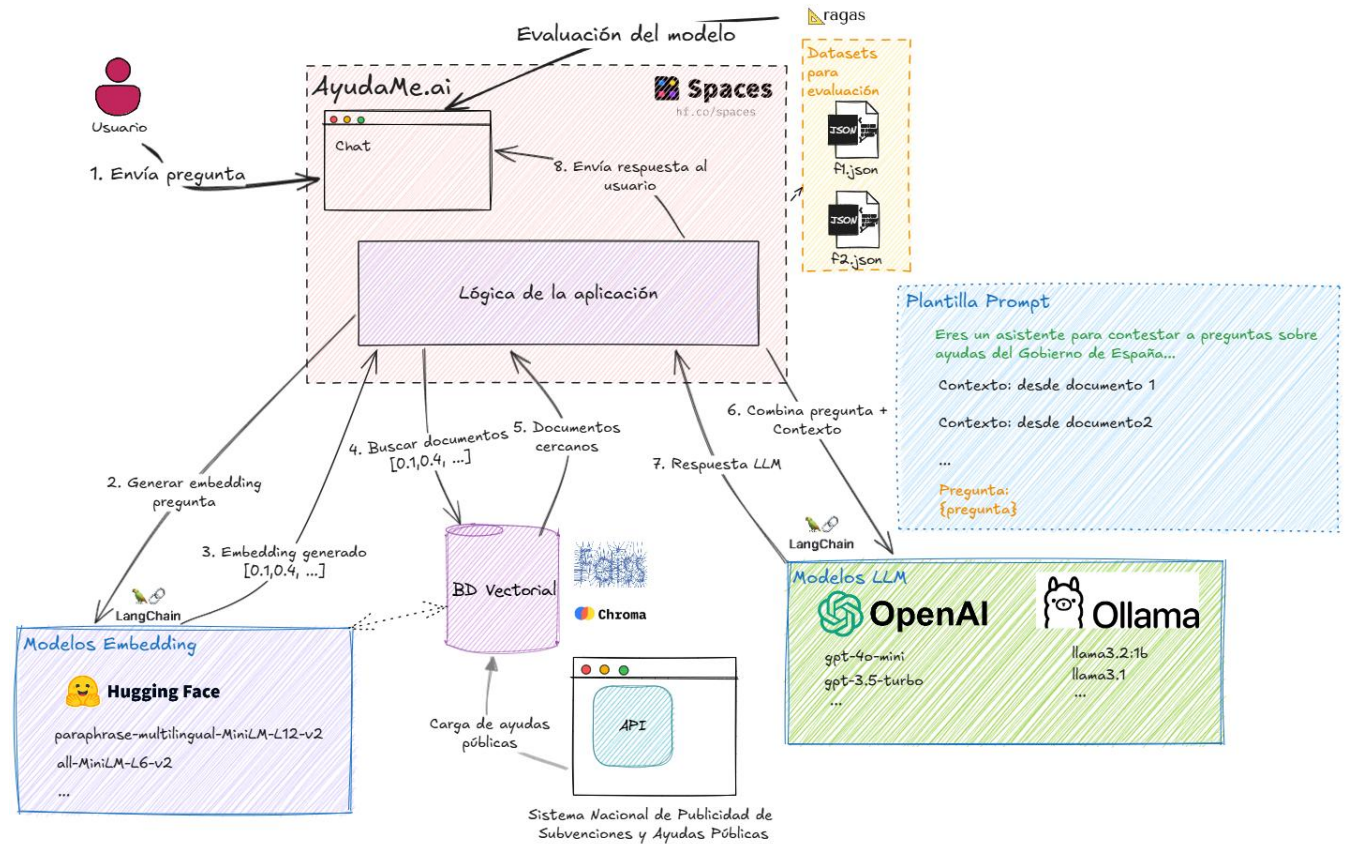 ragas
Evaluación del modelo
Datasets
para
evaluación
JSON
f1.json
JSON
f2.json
Usuario
1. Envía pregunta
AyudaMe.ai
Spaces
hf.co/spaces
Chat
8. Envía respuesta al
usuario
Lógica de la aplicación
Plantilla Prompt
Eres un asistente para contestar a preguntas sobre
ayudas del Gobierno de España...
Contexto: desde documento 1
Contexto: desde documento2
...
Pregunta:
{pregunta}
2. Generar embedding
pregunta
3. Embedding generado
[0.1,0.4, ...]
4. Buscar documentos
[0.1,0.4, ...]
5. Documentos
cercanos
6. Combina pregunta +
Contexto
7. Respuesta LLM
LangChain
Modelos Embedding
Hugging Face
paraphrase-multilingual-MiniLM-L12-v2
all-MiniLM-L6-v2
...
BD Vectorial
Faiss
Chroma
Carga de ayudas
públicas
API
Sistema Nacional de Publicidad de
Subvenciones y Ayudas Públicas
LangChain
Modelos LLM
OpenAI
gpt-4o-mini
gpt-3.5-turbo
...
Ollama
llama3.2:1b
llama3.1
...